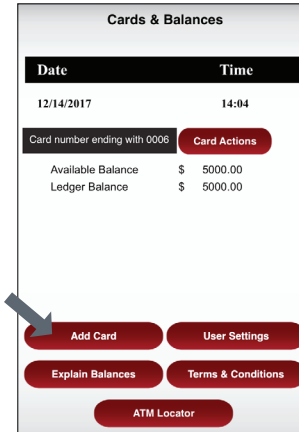 Cards & Balances
Date Time
12/14/2017 14:04
Card number ending with 0006 Card Actions
Available Balance $ 5000.00
Ledger Balance $ 5000.00
Add Card User Settings
Explain Balances Terms & Conditions
ATM Locator